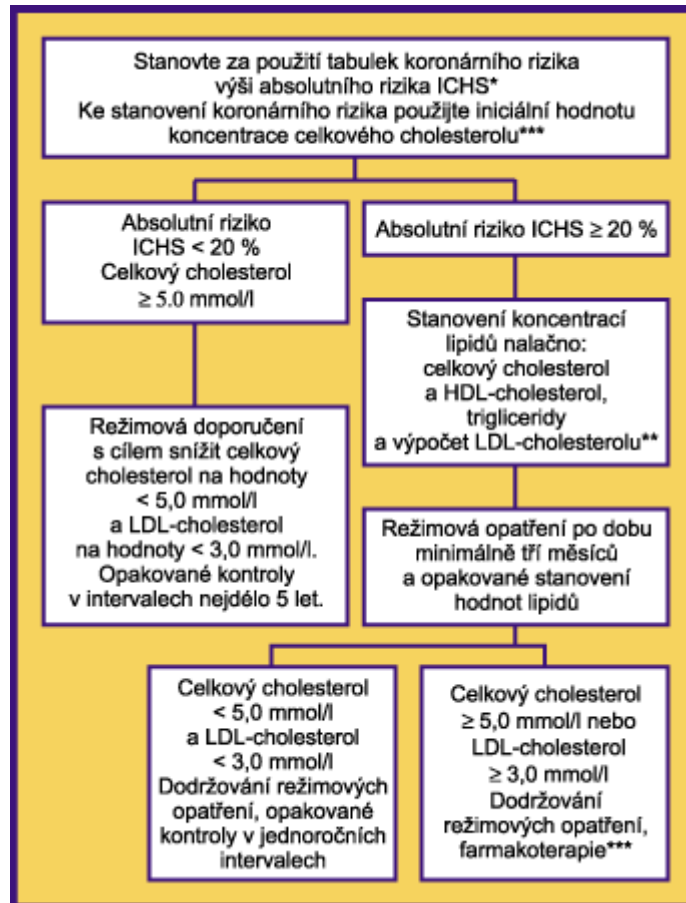 Stanovte za použití tabulek koronárního rizika
výši absolutního rizika ICHS*
Ke stanovení koronárního rizika použijte iniciální hodnotu
koncentrace celkového cholesterolu***
Absolutní riziko
ICHS < 20 %
Celkový cholesterol
≥ 5.0 mmol/l
Absolutní riziko ICHS ≥ 20 %
Stanovení koncentrací
lipidů nalačno:
celkový cholesterol
a HDL-cholesterol,
trigliceridy
a výpočet LDL-cholesterolu**
Režimová doporučení
s cílem snížit celkový
cholesterol na hodnoty
< 5,0 mmol/l
a LDL-cholesterol
na hodnoty < 3,0 mmol/l.
Opakované kontroly
v intervalech nejdélo 5 let.
Režimová opatření po dobu
minimálně tří měsíců
a opakované stanovení
hodnot lipidů
Celkový cholesterol
< 5,0 mmol/l
a LDL-cholesterol
< 3,0 mmol/l
Dodržování režimových
opatření, opakované
kontroly v jednoročních
intervalech
Celkový cholesterol
≥ 5,0 mmol/l nebo
LDL-cholesterol
≥ 3,0 mmol/l
Dodržování
režimových opatření,
farmakoterapie***